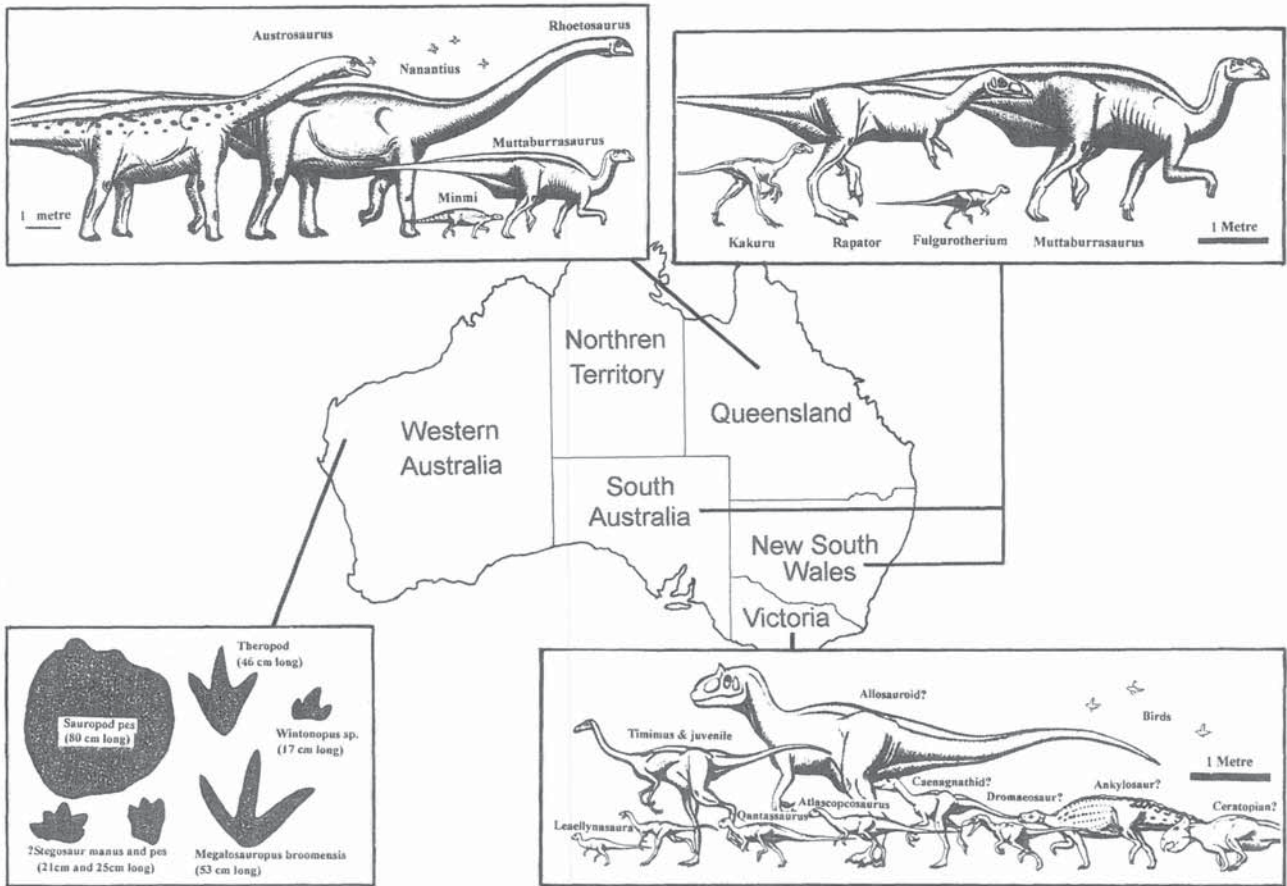 Austrosaurus
Nanantius
Rhoetosaurus
Muttaburrasaurus
Minmi
1 metre
Kakuru
Rapator
Fulgurotherium
Muttaburrasaurus
1 Metre
Northren
Territory
Queensland
Western
Australia
South
Australia
New South
Wales
Victoria
Theropod
(46 cm long)
Sauropod pes
(80 cm long)
Wintonopus sp.
(17 cm long)
?Stegosaur manus and pes
(21cm and 25cm long)
Megalosauropus broomensis
(53 cm long)
Allosauroid?
Birds
Timimus & juvenile
1 Metre
Caenagnathid?
Dromaeosaur?
Ankylosaur?
Ceratopian?
Leaellynasaura
Qantassaurus
Atlascopcosaurus